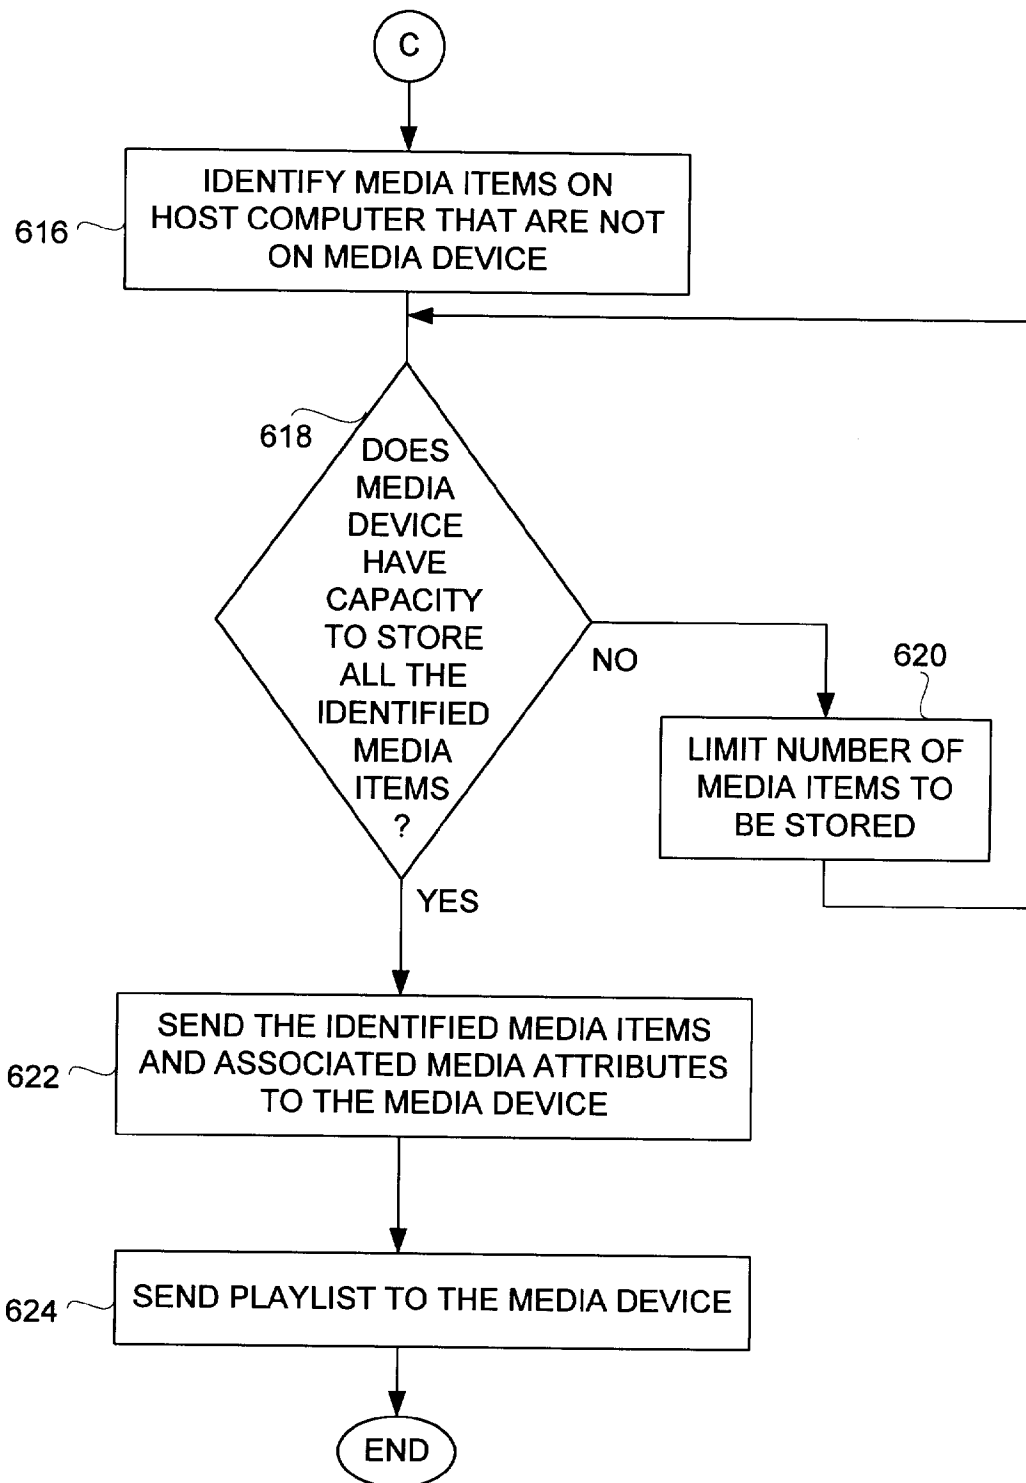 C
IDENTIFY MEDIA ITEMS ON
HOST COMPUTER THAT ARE NOT
ON MEDIA DEVICE
616
618
DOES
MEDIA
DEVICE
HAVE
CAPACITY
TO STORE
ALL THE
IDENTIFIED
MEDIA
ITEMS
?
NO
620
LIMIT NUMBER OF
MEDIA ITEMS TO
BE STORED
YES
SEND THE IDENTIFIED MEDIA ITEMS
AND ASSOCIATED MEDIA ATTRIBUTES
TO THE MEDIA DEVICE
622
SEND PLAYLIST TO THE MEDIA DEVICE
624
END